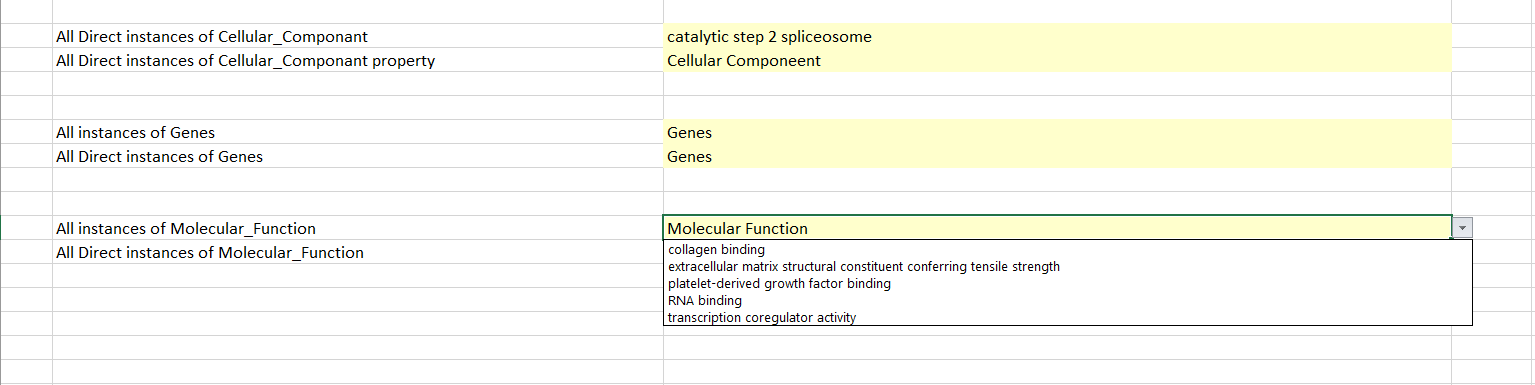 All Direct instances of Cellular_Componant catalytic step 2 spliceosome
All Direct instances of Cellular_Componant property Cellular Componeent
All instances of Genes Genes
All Direct instances of Genes Genes
All instances of Molecular_Function Molecular Function
All Direct instances of Molecular_Function
collagen binding
extracellular matrix structural constituent conferring tensile strength
platelet-derived growth factor binding
RNA binding
transcription coregulator activity